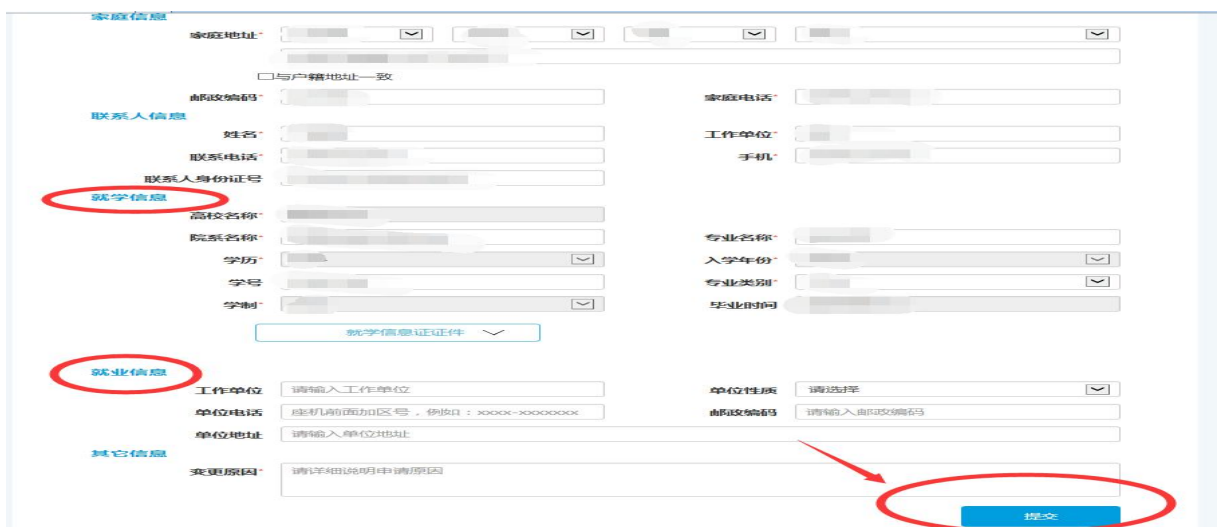 家庭信息
家庭地址*
□与户籍地址一致
邮政编码* 家庭电话*
联系人信息
姓名* 工作单位*
联系电话* 手机*
联系人身份证号
就学信息
高校名称*
院系名称* 专业名称*
学历* 入学年份*
学号 专业类别*
学制* 毕业时间
就学信息证证件
就业信息
工作单位 请输入工作单位 单位性质 请选择
单位电话 座机前面加区号，例如：xxxx-xxxxxxx 邮政编码 请输入邮政编码
单位地址 请输入单位地址
其它信息
变更原因* 请详细说明申请原因
提交